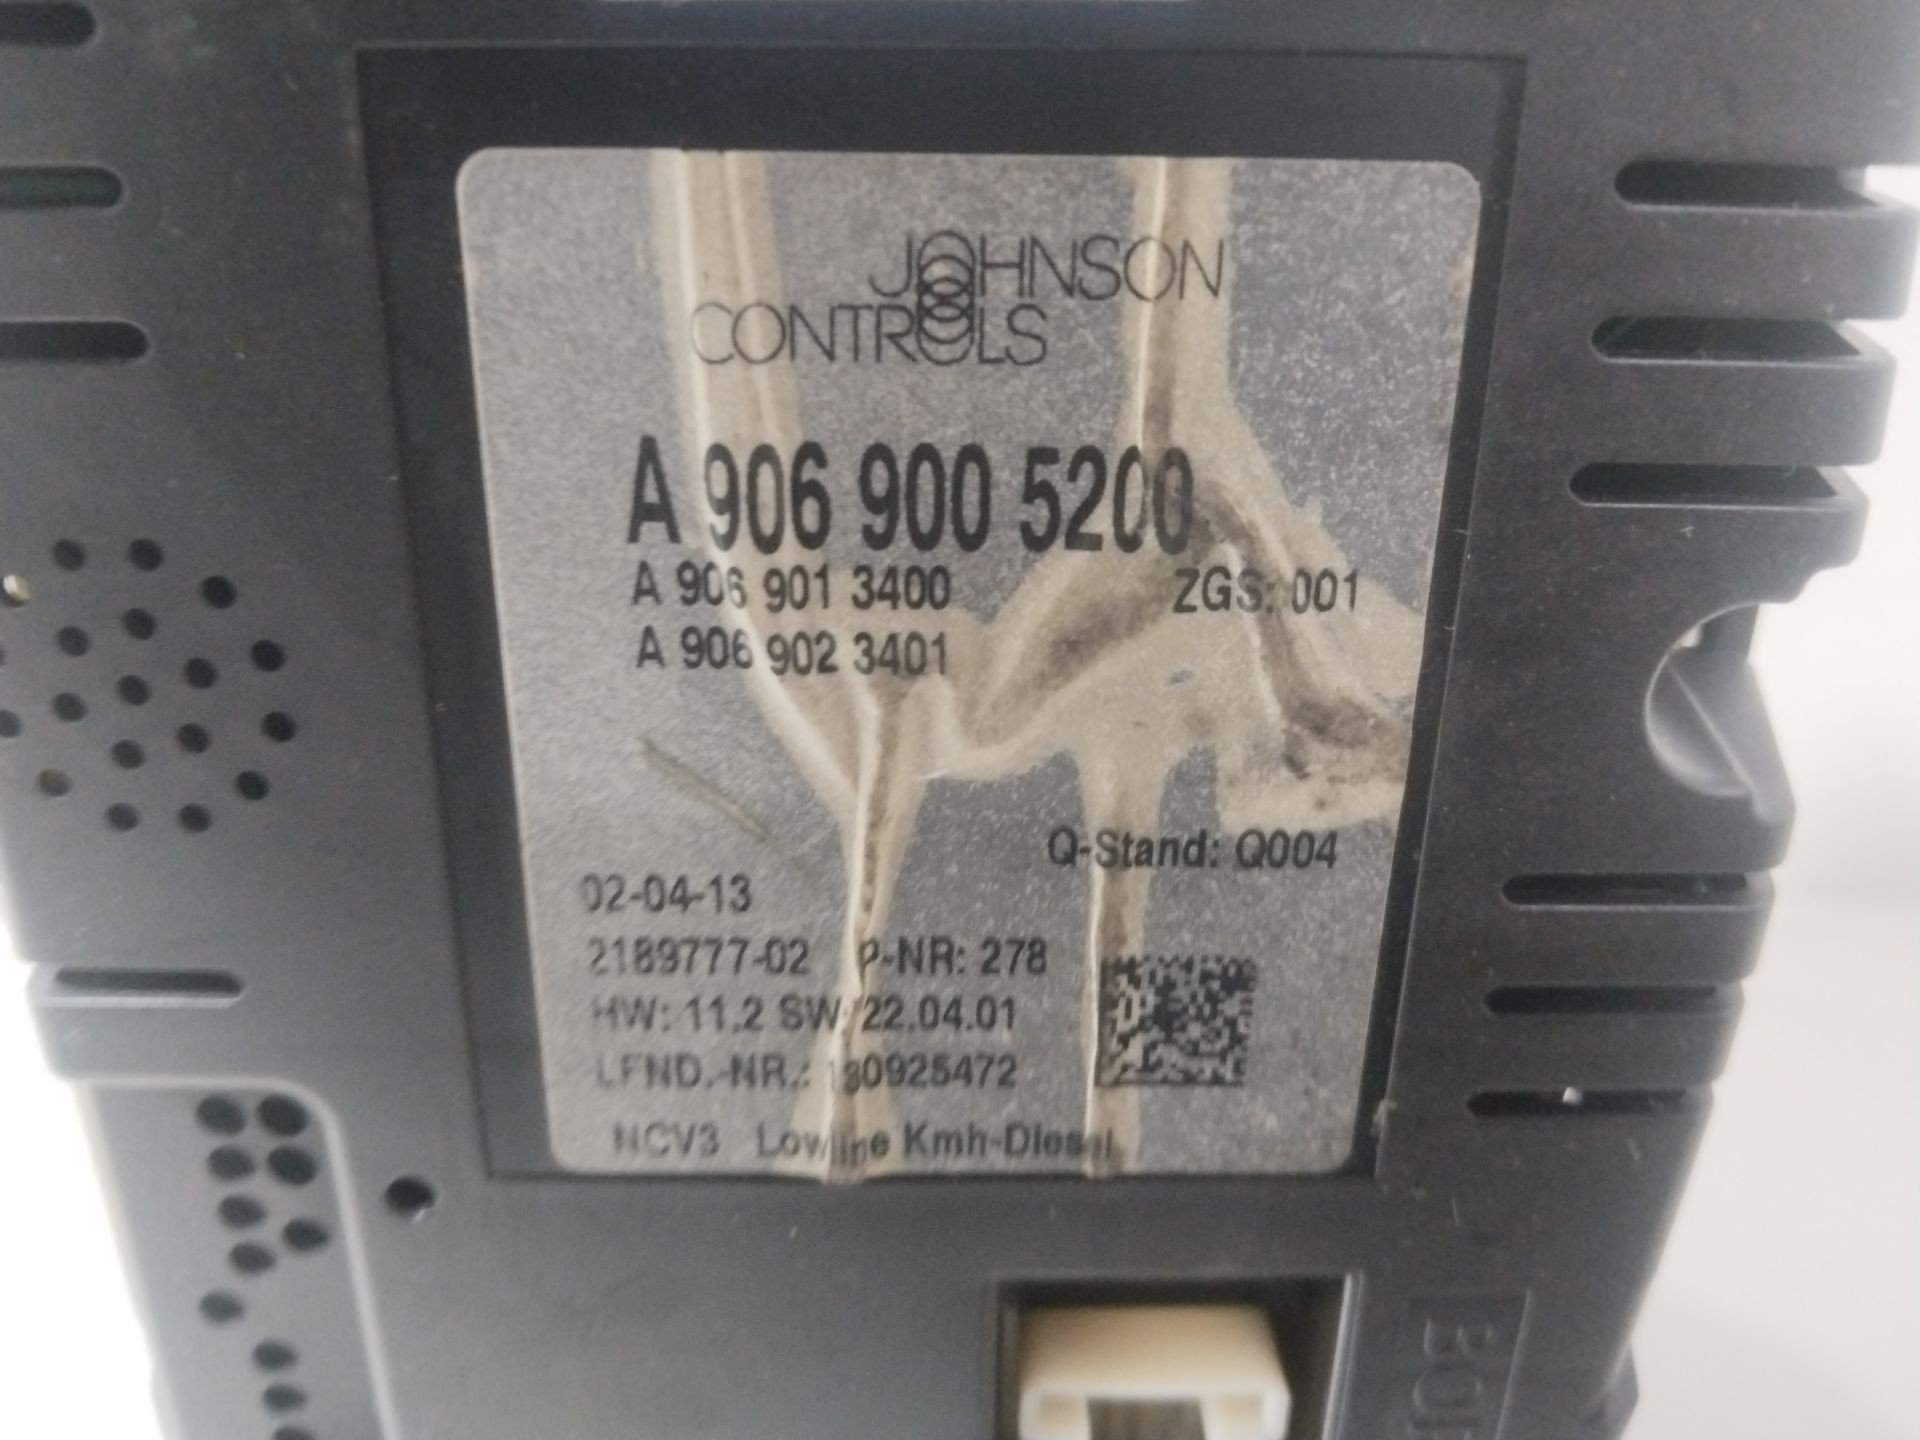 JOHNSON
CONTROLS
A 906 900 5200
A 906 901 3400 ZGS: 001
A 906 902 3401
Q-Stand: Q004
02-04-13
2189777-02 P-NR: 278
HW: 11.2 SW: 22.04.01
LFND.-NR.: 130925472
NCV3 Lowline Kmh-Diesel